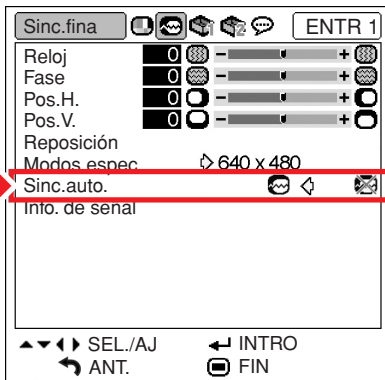 Sinc.fina ENTR 1
Reloj 0 - +
Fase 0 - +
Pos.H. 0 - +
Pos.V. 0 - +
Reposición
Modos espec 640 x 480
Sinc.auto.
Info. de señal
SEL./AJ INTRO
ANT. FIN